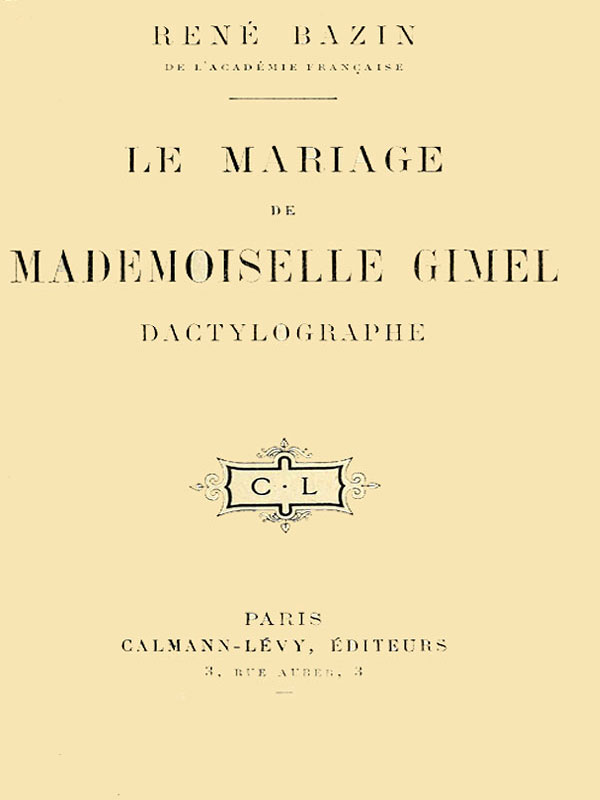 RENÉ BAZIN
DE L'ACADÉMIE FRANÇAISE
LE MARIAGE
DE
MADEMOISELLE GIMEL
DACTYLOGRAPHE
C · L
PARIS
CALMANN-LÉVY, ÉDITEURS
3, RUE AUBER, 3